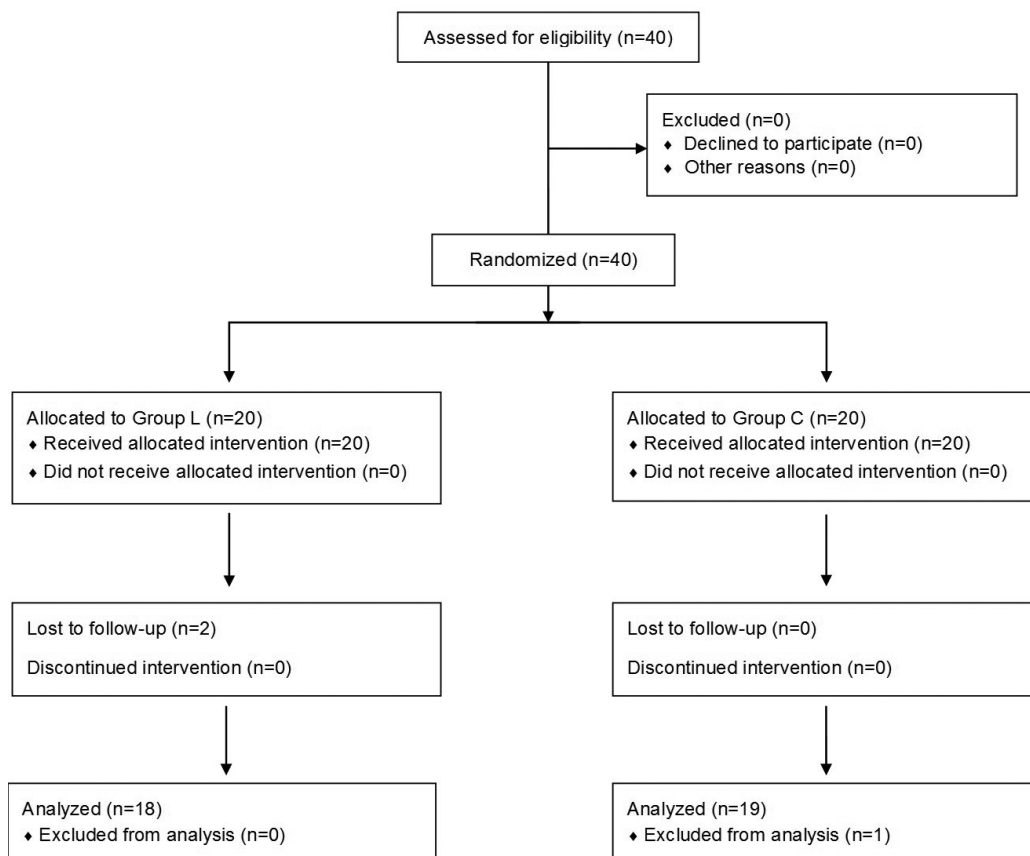 Assessed for eligibility (n=40)
Excluded (n=0)
♦ Declined to participate (n=0)
♦ Other reasons (n=0)
Randomized (n=40)
Allocated to Group L (n=20)
♦ Received allocated intervention (n=20)
♦ Did not receive allocated intervention (n=0)
Allocated to Group C (n=20)
♦ Received allocated intervention (n=20)
♦ Did not receive allocated intervention (n=0)
Lost to follow-up (n=2)
Discontinued intervention (n=0)
Lost to follow-up (n=0)
Discontinued intervention (n=0)
Analyzed (n=18)
♦ Excluded from analysis (n=0)
Analyzed (n=19)
♦ Excluded from analysis (n=1)